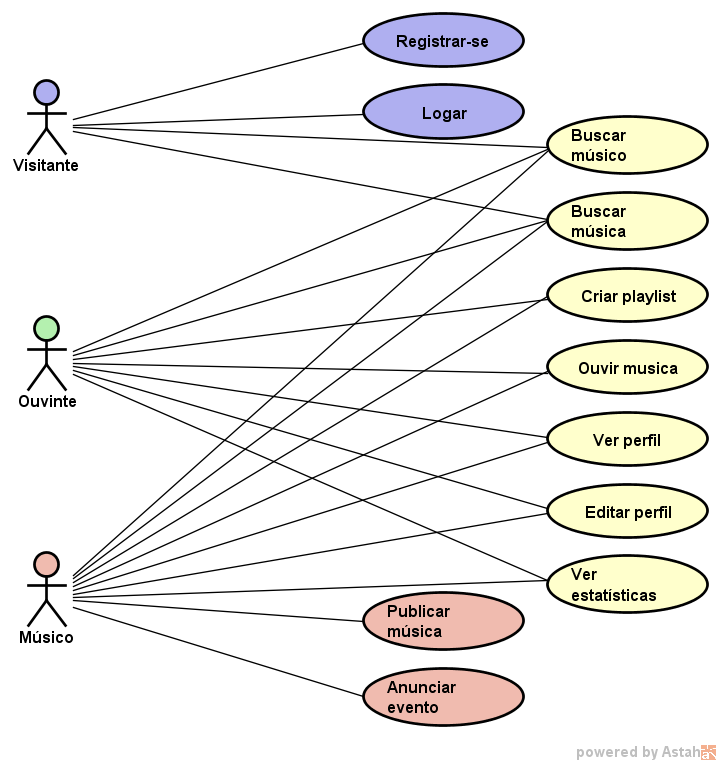 Registrar-se
Logar
Visitante
Buscar
músico
Buscar
música
Criar playlist
Ouvinte
Ouvir musica
Ver perfil
Editar perfil
Ver
estatísticas
Músico
Publicar
música
Anunciar
evento
powered by Astah